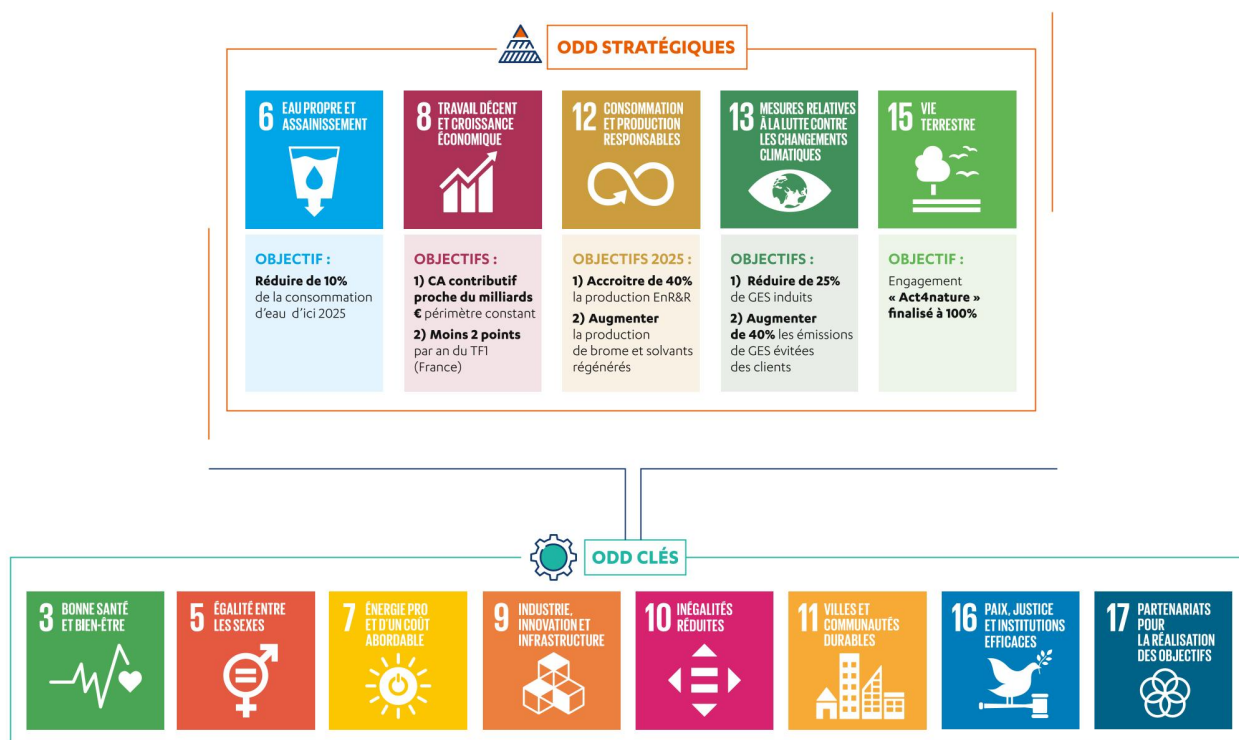 ODD STRATÉGIQUES
6 EAU PROPRE ET
ASSAINISSEMENT
OBJECTIF :
Réduire de 10%
de la consommation
d'eau d'ici 2025
8 TRAVAIL DÉCENT
ET CROISSANCE
ÉCONOMIQUE
OBJECTIFS :
1) CA contributif
proche du milliards
€ périmètre constant
2) Moins 2 points
par an du TF1
(France)
12 CONSOMMATION
ET PRODUCTION
RESPONSABLES
OBJECTIFS 2025 :
1) Accroitre de 40%
la production EnR&R
2) Augmenter
la production
de brome et solvants
régénérés
13 MESURES RELATIVES
À LA LUTTE CONTRE
LES CHANGEMENTS
CLIMATIQUES
OBJECTIFS :
1) Réduire de 25%
de GES induits
2) Augmenter
de 40% les émissions
de GES évitées
des clients
15 VIE
TERRESTRE
OBJECTIF :
Engagement
« Act4nature »
finalisé à 100%
ODD CLÉS
3 BONNE SANTÉ
ET BIEN-ÊTRE
5 ÉGALITÉ ENTRE
LES SEXES
7 ÉNERGIE PRO
ET D'UN COÛT
ABORDABLE
9 INDUSTRIE,
INNOVATION ET
INFRASTRUCTURE
10 INÉGALITÉS
RÉDUITES
11 VILLES ET
COMMUNAUTÉS
DURABLES
16 PAIX, JUSTICE
ET INSTITUTIONS
EFFICACES
17 PARTENARIATS
POUR
LA RÉALISATION
DES OBJECTIFS